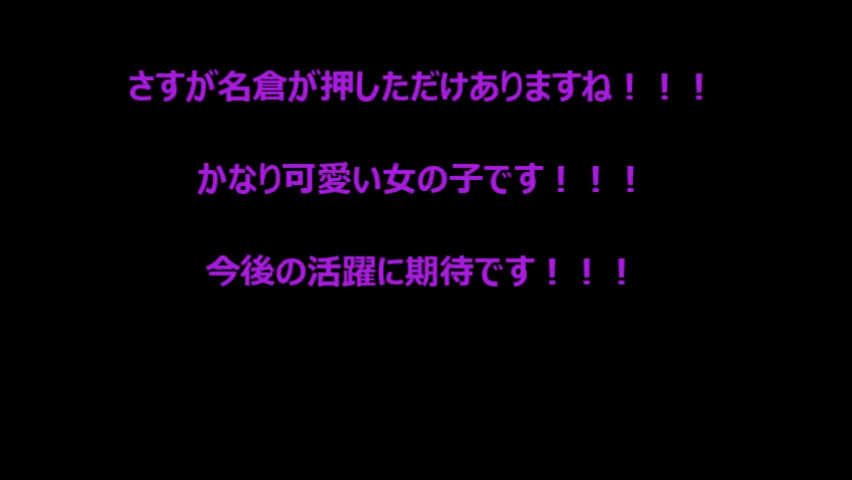 さすが名倉が押しただけありますね！！！
かなり可愛い女の子です！！！
今後の活躍に期待です！！！